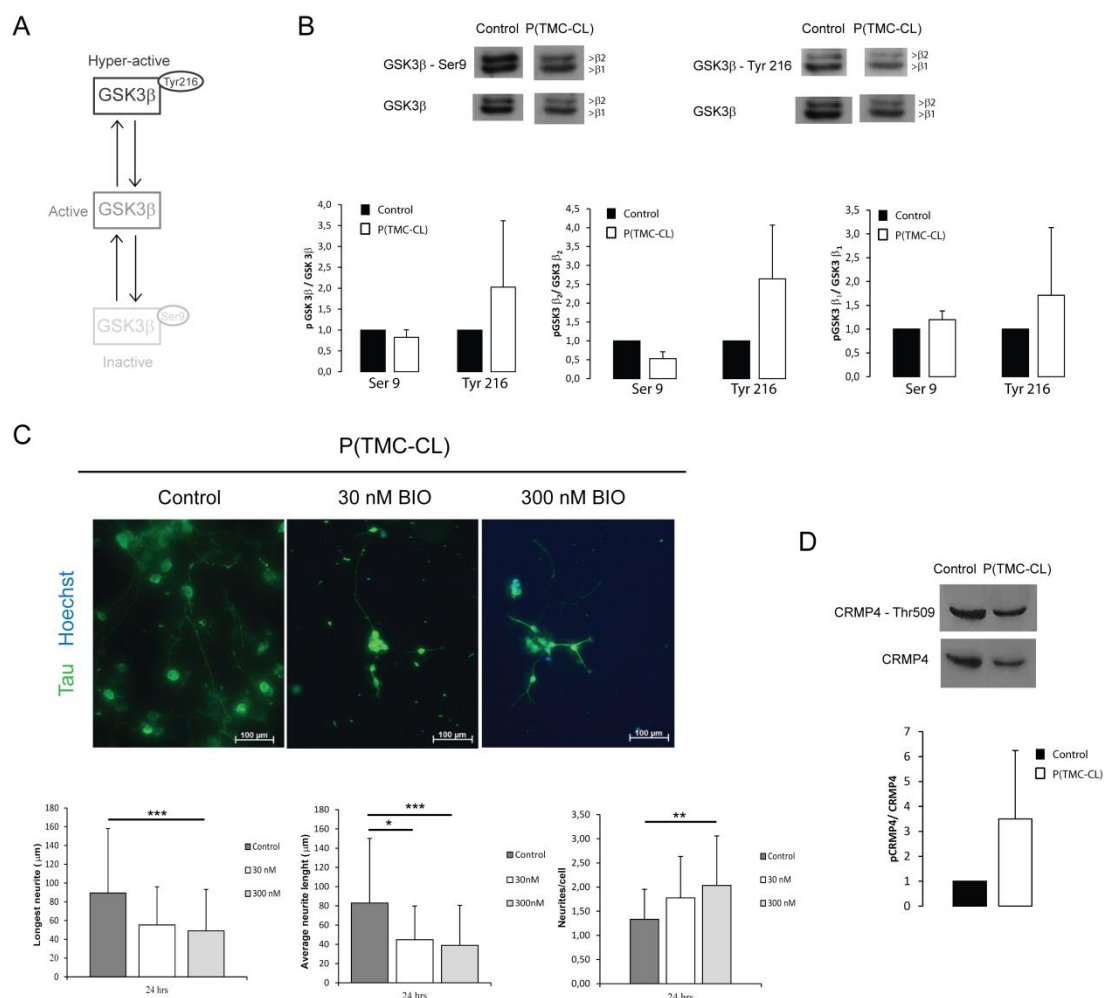 A
Hyper-active
GSK3β
Tyr216
Active
GSK3β
GSK3β
Ser9
Inactive
B
Control P(TMC-CL)
GSK3β - Ser9
>β2
>β1
GSK3β
>β2
>β1
Control P(TMC-CL)
GSK3β - Tyr 216
>β2
>β1
GSK3β
>β2
>β1
p GSK 3β / GSK 3β
4,0
3,5
3,0
2,5
2,0
1,5
1,0
0,5
0,0
Control
P(TMC-CL)
Ser 9 Tyr 216
pGSK3 β2/ GSK3 β2
4,5
4,0
3,5
3,0
2,5
2,0
1,5
1,0
0,5
0,0
Control
P(TMC-CL)
Ser 9 Tyr 216
pGSK3 β1/ GSK3 β1
3,5
3,0
2,5
2,0
1,5
1,0
0,5
0,0
Control
P(TMC-CL)
Ser 9 Tyr 216
C
P(TMC-CL)
Control 30 nM BIO 300 nM BIO
Tau Hoechst
100 µm
100 µm
100 µm
Longest neurite (µm)
180
160
140
120
100
80
60
40
20
0
***
Control
30 nM
300 nM
24 hrs
Average neurite lenght (µm)
180
160
140
120
100
80
60
40
20
0
***
*
Control
30nM
300nM
24 hrs
Neurites/cell
3,50
3,00
2,50
2,00
1,50
1,00
0,50
0,00
**
Control
30 nM
300 nM
24 hrs
D
Control P(TMC-CL)
CRMP4 - Thr509
CRMP4
pCRMP4/ CRMP4
7
6
5
4
3
2
1
0
Control
P(TMC-CL)